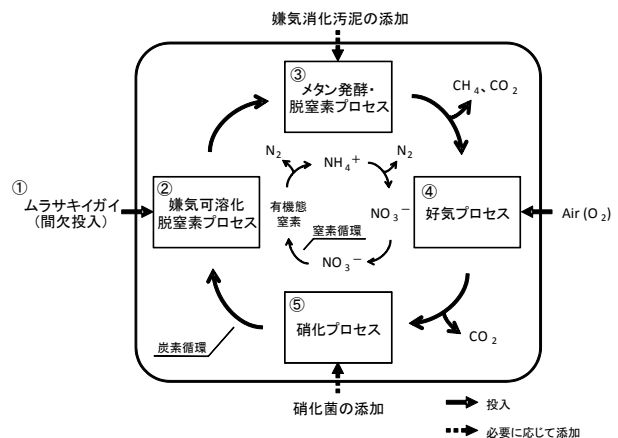 嫌気消化汚泥の添加
③
メタン発酵・
脱窒素プロセス
CH₄、CO₂
N₂
NH₄⁺
N₂
①
ムラサキイガイ
(間欠投入)
②
嫌気可溶化
脱窒素プロセス
有機態
窒素
NO₃⁻
④
好気プロセス
Air(O₂)
窒素循環
NO₃⁻
⑤
硝化プロセス
CO₂
炭素循環
硝化菌の添加
投入
必要に応じて添加